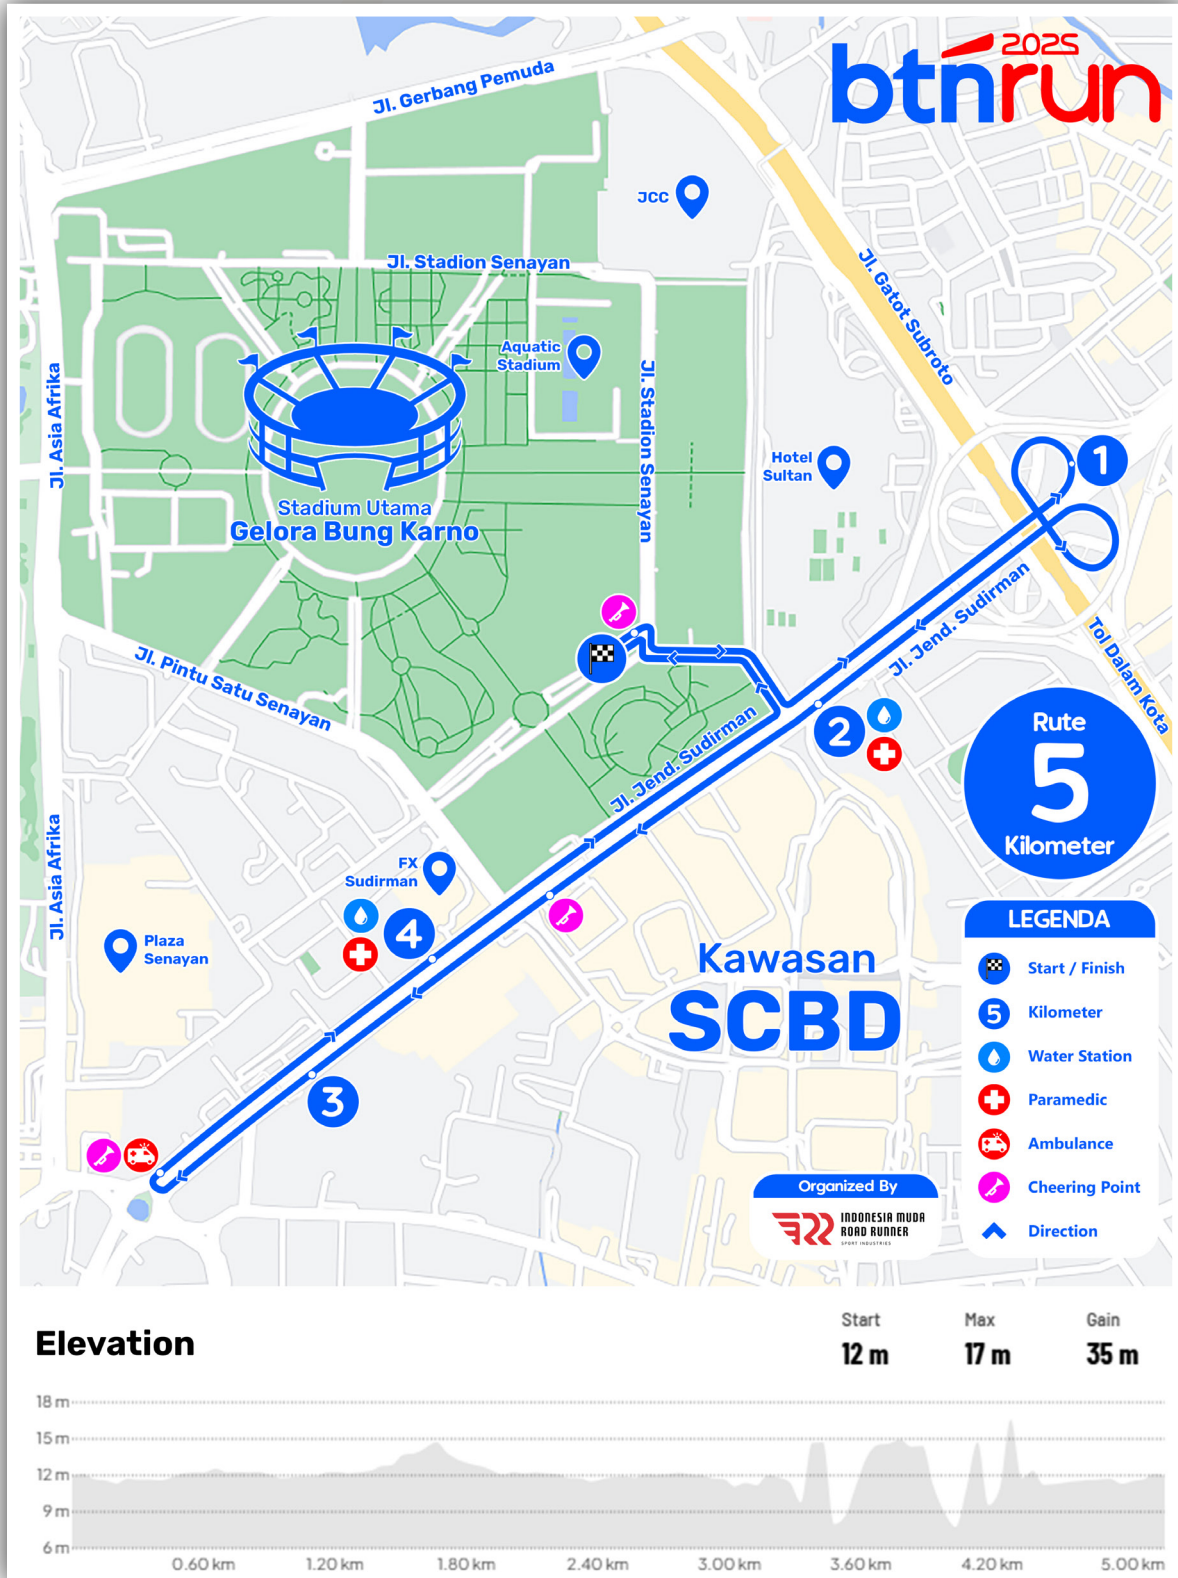 2025
btnrun
Jl. Gerbang Pemuda
JCC
Jl. Stadion Senayan
Jl. Gatot Subroto
Aquatic
Stadium
Jl. Stadion Senayan
Jl. Asia Afrika
Hotel
Sultan
1
Stadium Utama
Gelora Bung Karno
Jl. Jend. Sudirman
Tol Dalam Kota
Jl. Pintu Satu Senayan
2
Jl. Jend. Sudirman
Rute
5
Kilometer
Jl. Asia Afrika
FX
Sudirman
4
Plaza
Senayan
Kawasan
SCBD
3
LEGENDA
Start / Finish
5 Kilometer
Water Station
Paramedic
Ambulance
Cheering Point
Direction
Organized By
INDONESIA MUDA
ROAD RUNNER
SPORT INDUSTRIES
Elevation
Start Max Gain
12 m 17 m 35 m
18 m
15 m
12 m
9 m
6 m
0.60 km 1.20 km 1.80 km 2.40 km 3.00 km 3.60 km 4.20 km 5.00 km